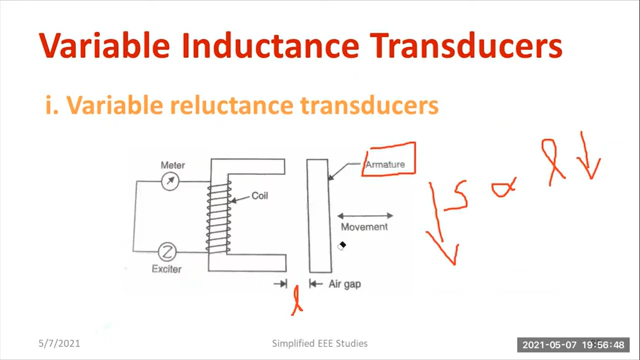 Variable Inductance Transducers
i. Variable reluctance transducers
Meter
Armature
Coil
S ∝ l
Movement
Exciter
Air gap
l
5/7/2021
Simplified EEE Studies
2021-05-07 19:56:48